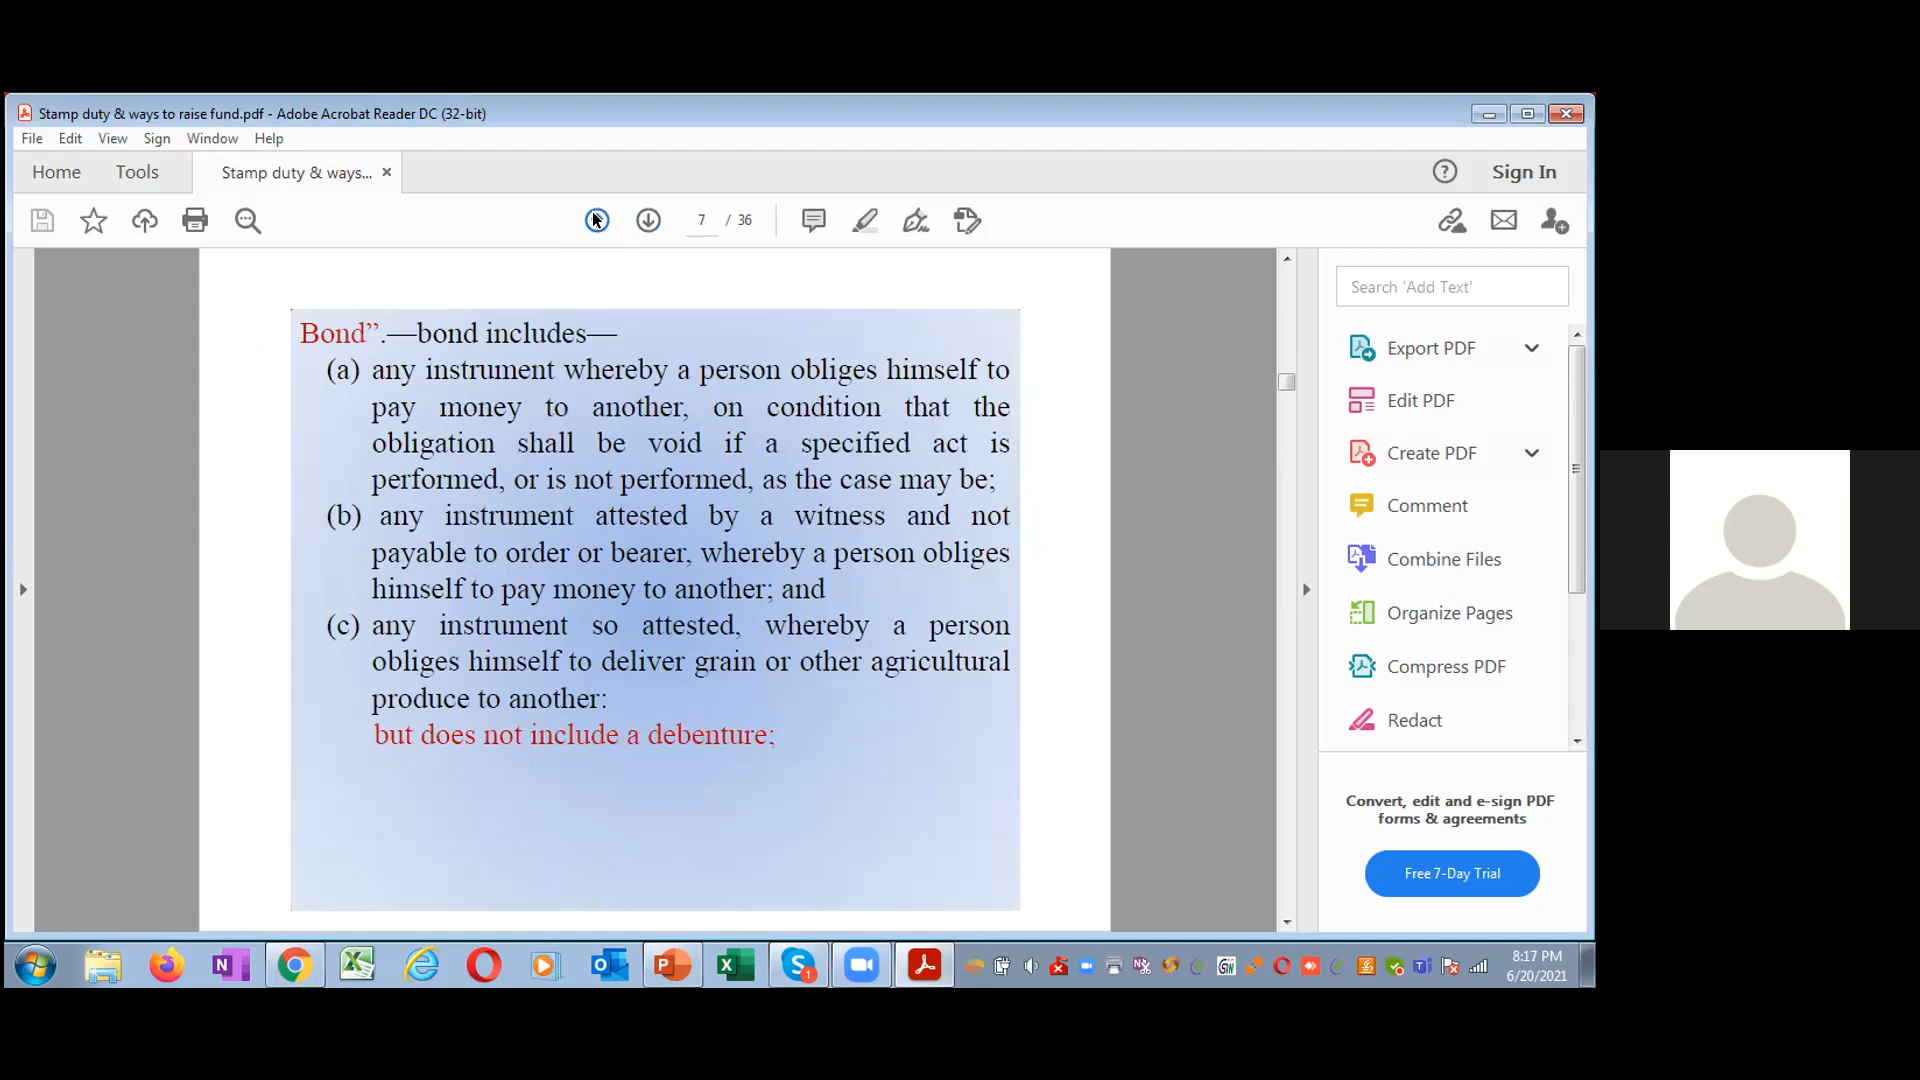 Stamp duty & ways to raise fund.pdf - Adobe Acrobat Reader DC (32-bit)
File Edit View Sign Window Help
Home Tools Stamp duty & ways... × ? Sign In
7 / 36
Bond”.—bond includes—
(a) any instrument whereby a person obliges himself to
pay money to another, on condition that the
obligation shall be void if a specified act is
performed, or is not performed, as the case may be;
(b) any instrument attested by a witness and not
payable to order or bearer, whereby a person obliges
himself to pay money to another; and
(c) any instrument so attested, whereby a person
obliges himself to deliver grain or other agricultural
produce to another:
but does not include a debenture;
Search 'Add Text'
Export PDF
Edit PDF
Create PDF
Comment
Combine Files
Organize Pages
Compress PDF
Redact
Convert, edit and e-sign PDF
forms & agreements
Free 7-Day Trial
8:17 PM
6/20/2021